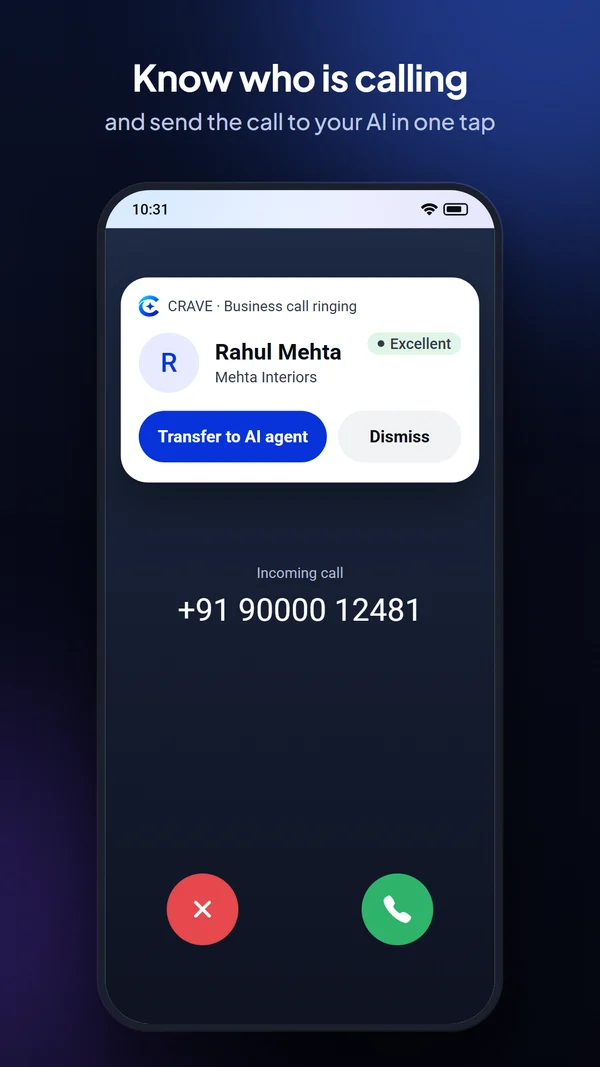 Know who is calling
and send the call to your AI in one tap
10:31
CRAVE · Business call ringing
R
Rahul Mehta
Excellent
Mehta Interiors
Transfer to AI agent
Dismiss
Incoming call
+91 90000 12481